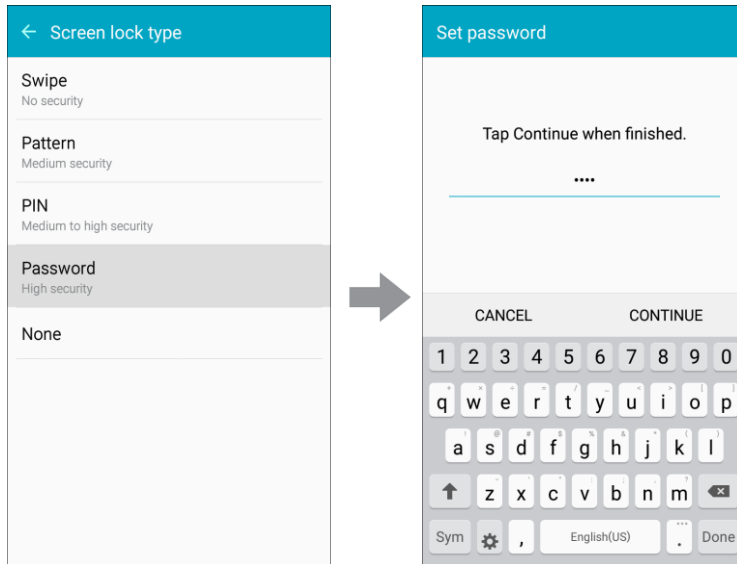 Screen lock type
Swipe
No security
Pattern
Medium security
PIN
Medium to high security
Password
High security
None
Set password
Tap Continue when finished.
••••
CANCEL CONTINUE
1 2 3 4 5 6 7 8 9 0
q w e r t y u i o p
a s d f g h j k l
z x c v b n m
Sym , English(US) . Done